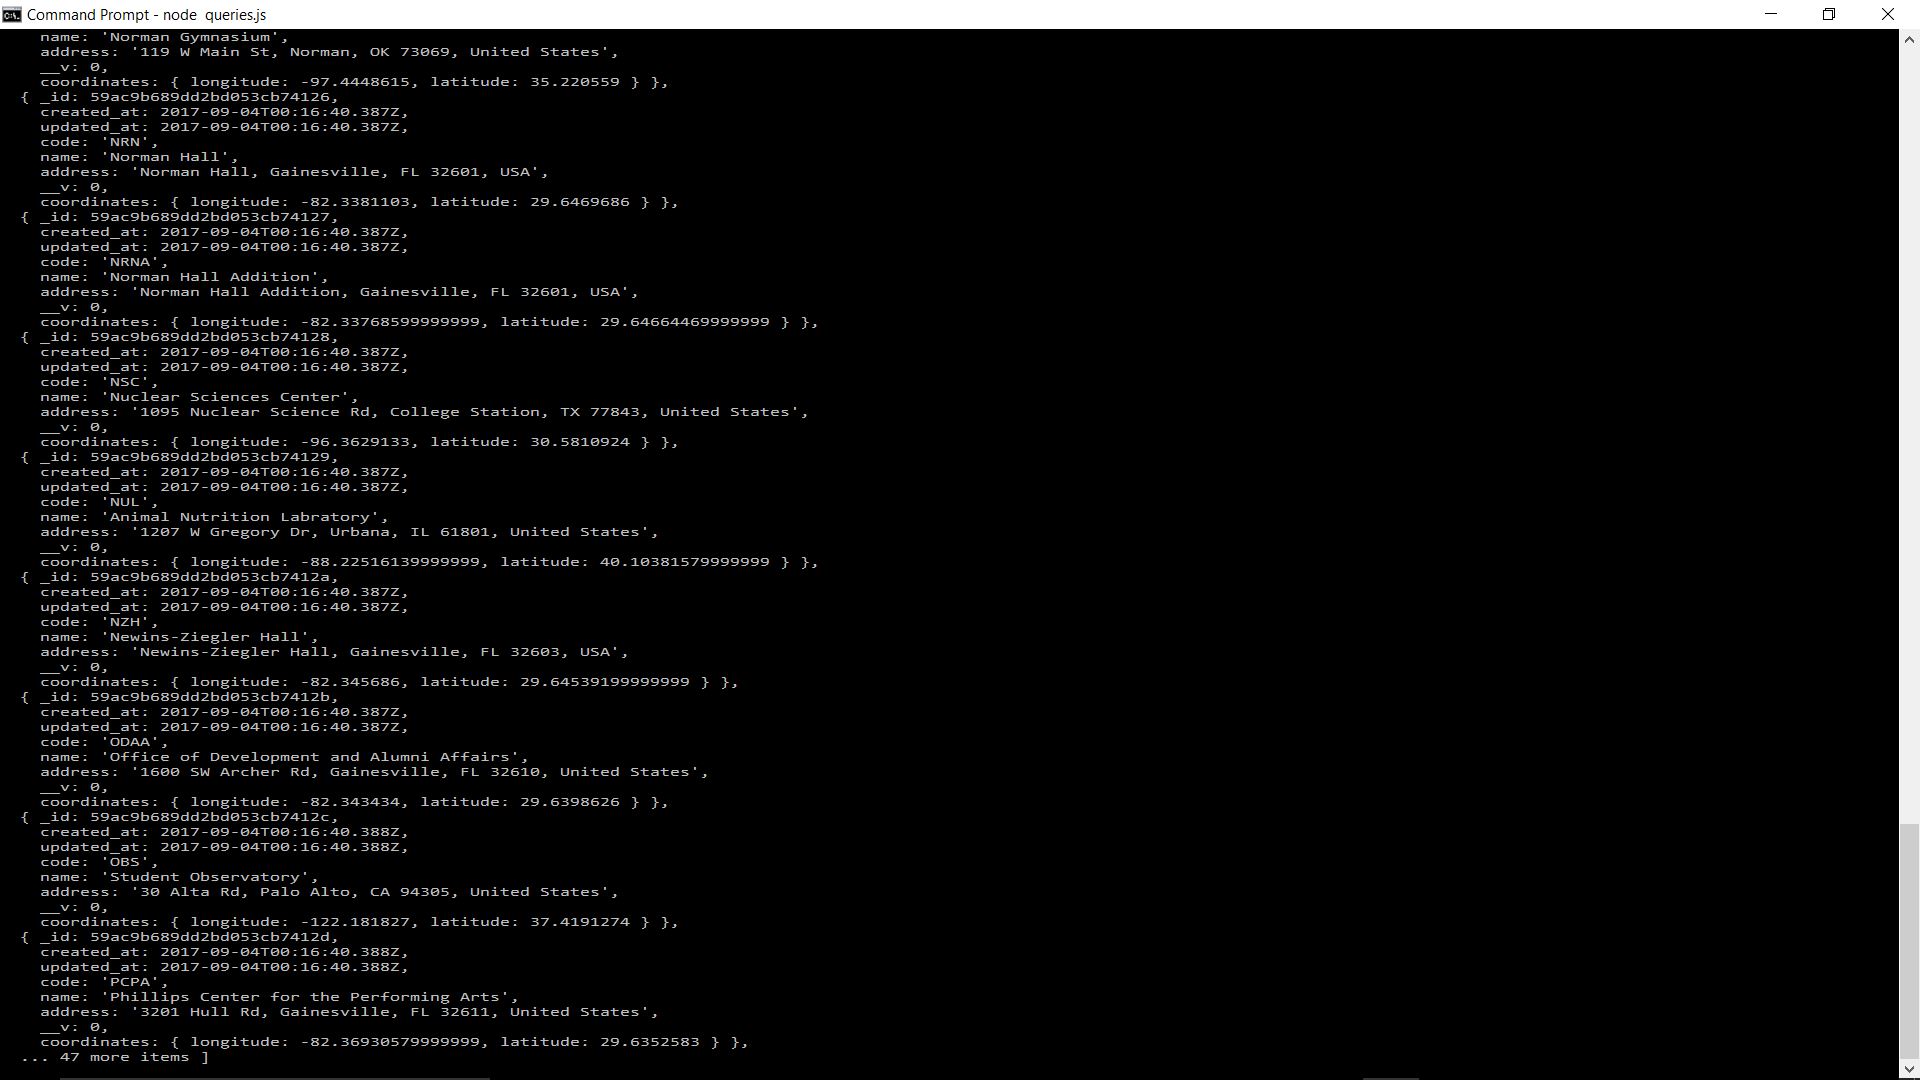 Command Prompt - node  queries.js
name: 'Norman Gymnasium',
address: '119 W Main St, Norman, OK 73069, United States',
__v: 0,
coordinates: { longitude: -97.4448615, latitude: 35.220559 } },
{ _id: 59ac9b689dd2bd053cb74126,
created_at: 2017-09-04T00:16:40.387Z,
updated_at: 2017-09-04T00:16:40.387Z,
code: 'NRN',
name: 'Norman Hall',
address: 'Norman Hall, Gainesville, FL 32601, USA',
__v: 0,
coordinates: { longitude: -82.3381103, latitude: 29.6469686 } },
{ _id: 59ac9b689dd2bd053cb74127,
created_at: 2017-09-04T00:16:40.387Z,
updated_at: 2017-09-04T00:16:40.387Z,
code: 'NRNA',
name: 'Norman Hall Addition',
address: 'Norman Hall Addition, Gainesville, FL 32601, USA',
__v: 0,
coordinates: { longitude: -82.33768599999999, latitude: 29.64664469999999 } },
{ _id: 59ac9b689dd2bd053cb74128,
created_at: 2017-09-04T00:16:40.387Z,
updated_at: 2017-09-04T00:16:40.387Z,
code: 'NSC',
name: 'Nuclear Sciences Center',
address: '1095 Nuclear Science Rd, College Station, TX 77843, United States',
__v: 0,
coordinates: { longitude: -96.3629133, latitude: 30.5810924 } },
{ _id: 59ac9b689dd2bd053cb74129,
created_at: 2017-09-04T00:16:40.387Z,
updated_at: 2017-09-04T00:16:40.387Z,
code: 'NUL',
name: 'Animal Nutrition Labratory',
address: '1207 W Gregory Dr, Urbana, IL 61801, United States',
__v: 0,
coordinates: { longitude: -88.22516139999999, latitude: 40.10381579999999 } },
{ _id: 59ac9b689dd2bd053cb7412a,
created_at: 2017-09-04T00:16:40.387Z,
updated_at: 2017-09-04T00:16:40.387Z,
code: 'NZH',
name: 'Newins-Ziegler Hall',
address: 'Newins-Ziegler Hall, Gainesville, FL 32603, USA',
__v: 0,
coordinates: { longitude: -82.345686, latitude: 29.64539199999999 } },
{ _id: 59ac9b689dd2bd053cb7412b,
created_at: 2017-09-04T00:16:40.387Z,
updated_at: 2017-09-04T00:16:40.387Z,
code: 'ODAA',
name: 'Office of Development and Alumni Affairs',
address: '1600 SW Archer Rd, Gainesville, FL 32610, United States',
__v: 0,
coordinates: { longitude: -82.343434, latitude: 29.6398626 } },
{ _id: 59ac9b689dd2bd053cb7412c,
created_at: 2017-09-04T00:16:40.388Z,
updated_at: 2017-09-04T00:16:40.388Z,
code: 'OBS',
name: 'Student Observatory',
address: '30 Alta Rd, Palo Alto, CA 94305, United States',
__v: 0,
coordinates: { longitude: -122.181827, latitude: 37.4191274 } },
{ _id: 59ac9b689dd2bd053cb7412d,
created_at: 2017-09-04T00:16:40.388Z,
updated_at: 2017-09-04T00:16:40.388Z,
code: 'PCPA',
name: 'Phillips Center for the Performing Arts',
address: '3201 Hull Rd, Gainesville, FL 32611, United States',
__v: 0,
coordinates: { longitude: -82.36930579999999, latitude: 29.6352583 } },
... 47 more items ]